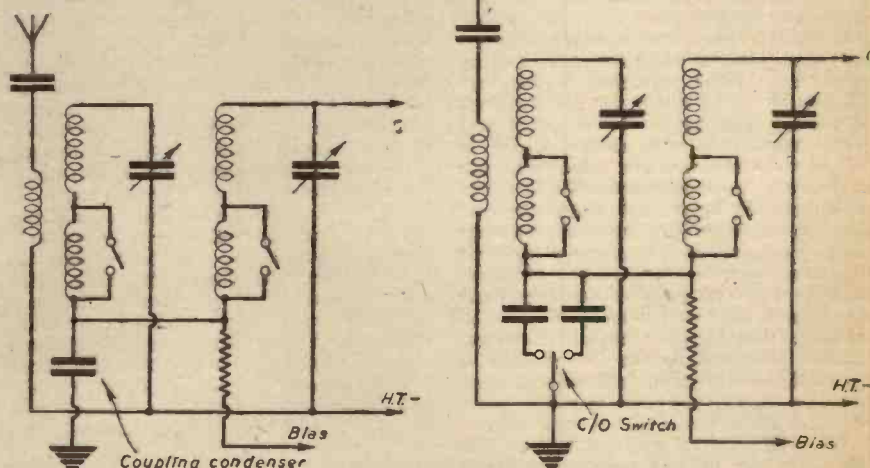 H.T.-
Bias
Coupling condenser
H.T.-
C/O Switch
Bias